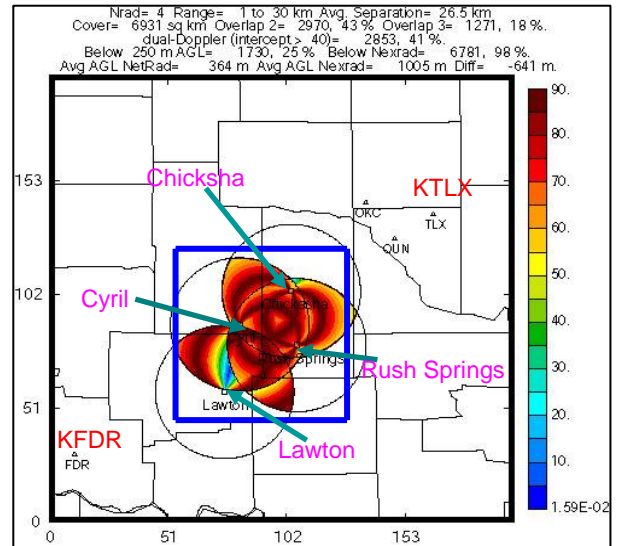 Nrad= 4 Range= 1 to 30 km Avg. Separation= 26.5 km
Cover= 6931 sq km Overlap 2= 2970, 43 % Overlap 3= 1271, 18 %.
dual-Doppler (intercept > 40)= 2853, 41 %.
Below 250 m AGL= 1730, 25 % Below Nexrad= 6781, 98 %
Avg AGL NetRad= 364 m Avg AGL Nexrad= 1005 m Diff= -641 m.
90.
80.
153
Chicksha
KTLX
70.
OKC
TLX
OUN
60.
Cyril
50.
102
Chickasha
40.
Rush Springs
Rush Springs
30.
51
Lawton
20.
KFDR
Lawton
FDR
10.
1.59E-02
0
0
51
102
153